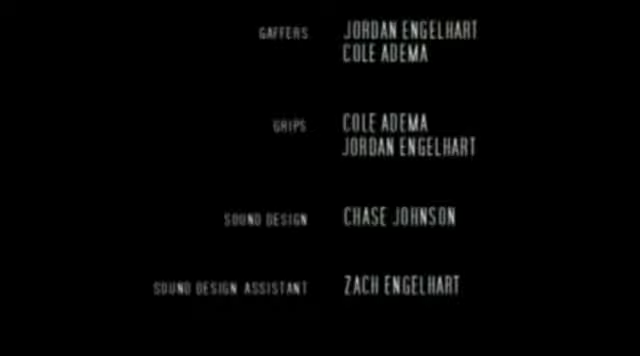 GAFFERS JORDAN ENGELHART
COLE ADEMA
GRIPS COLE ADEMA
JORDAN ENGELHART
SOUND DESIGN CHASE JOHNSON
SOUND DESIGN ASSISTANT ZACH ENGELHART